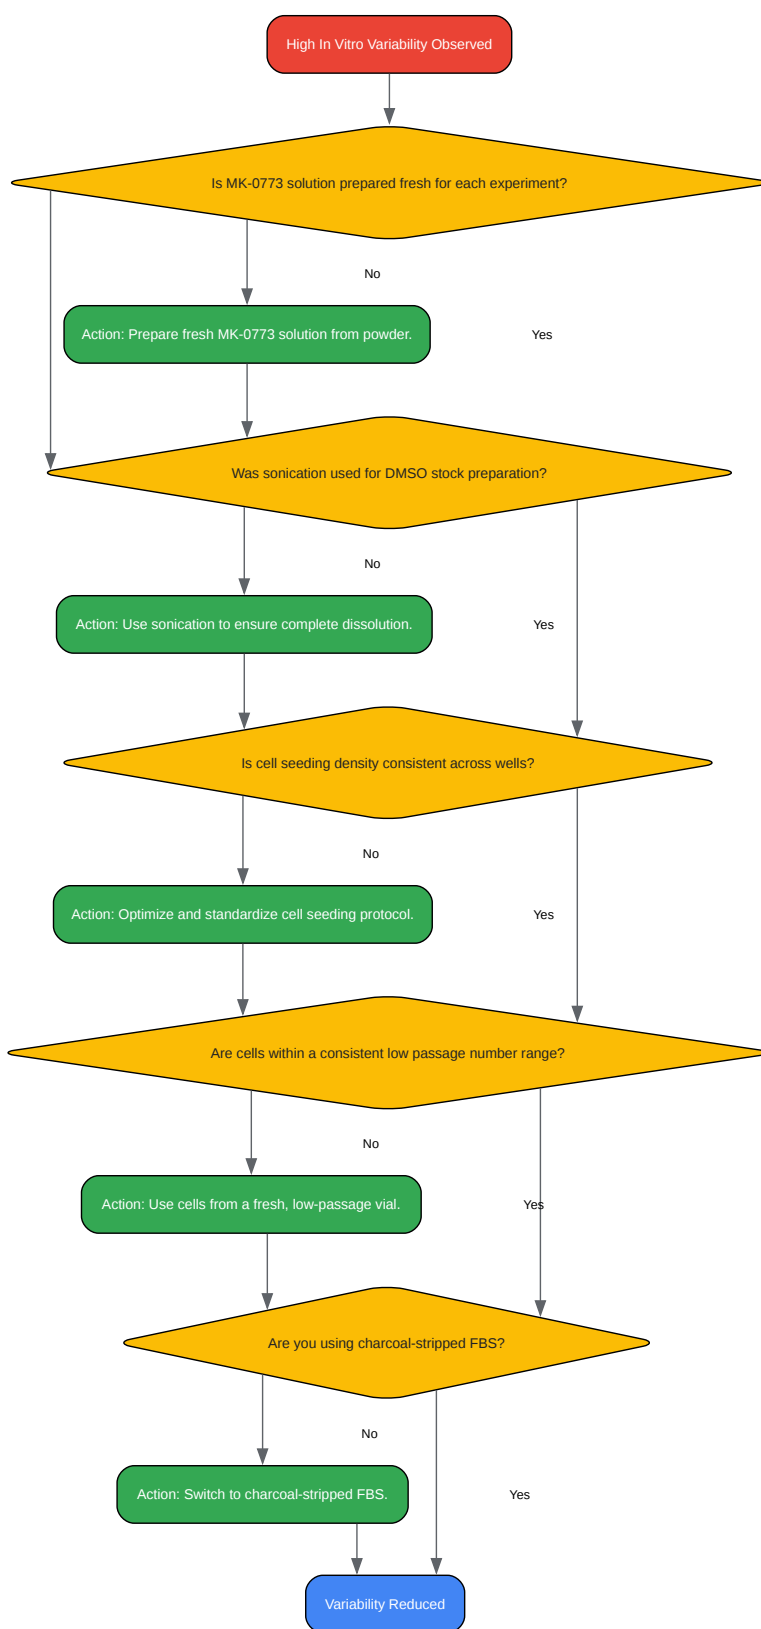 High In Vitro Variability Observed
Is MK-0773 solution prepared fresh for each experiment?
No
Action: Prepare fresh MK-0773 solution from powder.
Yes
Was sonication used for DMSO stock preparation?
No
Action: Use sonication to ensure complete dissolution.
Yes
Is cell seeding density consistent across wells?
No
Action: Optimize and standardize cell seeding protocol.
Yes
Are cells within a consistent low passage number range?
No
Action: Use cells from a fresh, low-passage vial.
Yes
Are you using charcoal-stripped FBS?
No
Action: Switch to charcoal-stripped FBS.
Yes
Variability Reduced